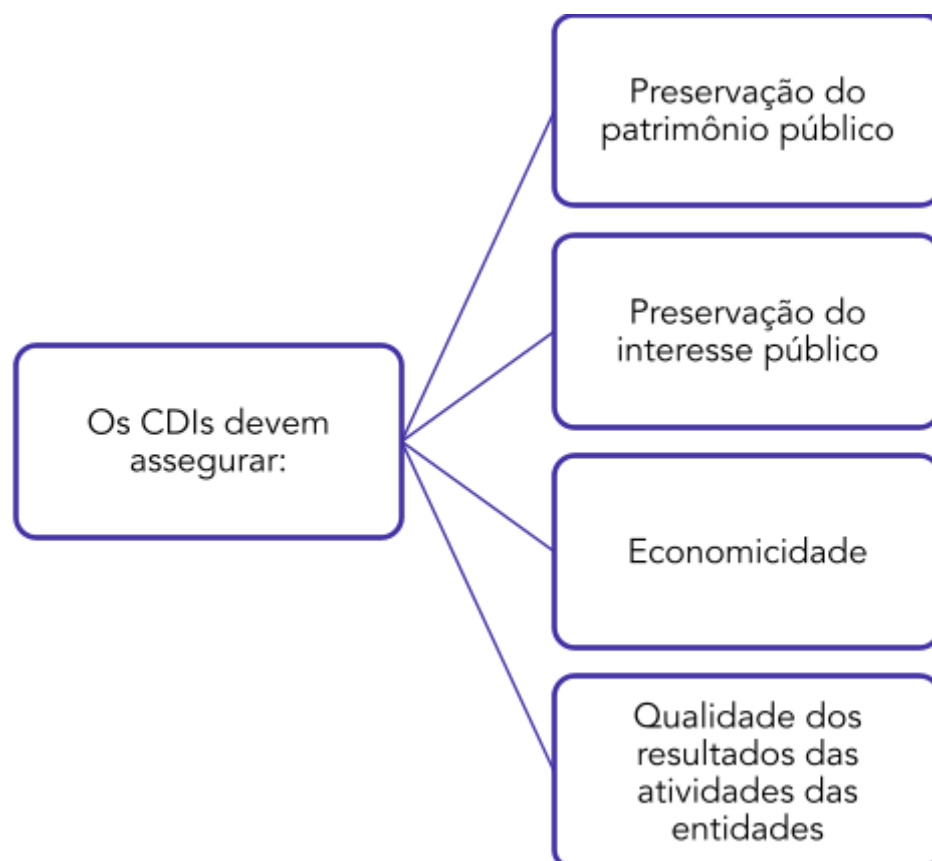 Os CDIs devem
assegurar:
Preservação do
patrimônio público
Preservação do
interesse público
Economicidade
Qualidade dos
resultados das
atividades das
entidades